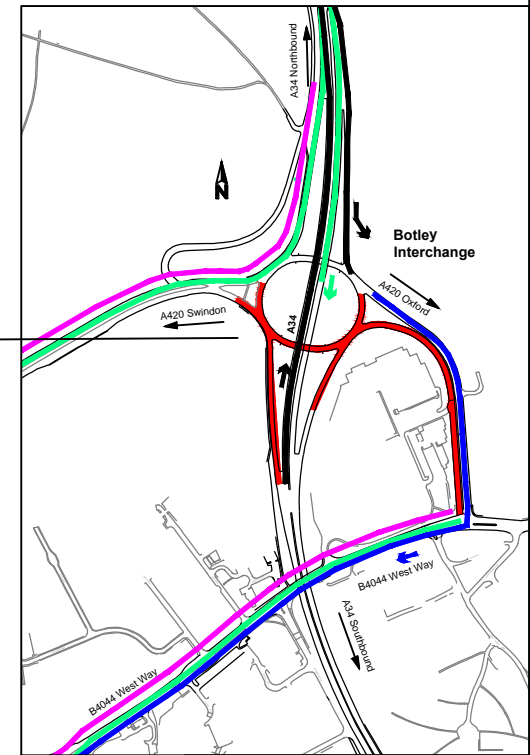 A34 Northbound
N
Botley
Interchange
A420 Oxford
A420 Swindon
A34
B4044 West Way
A34 Southbound
B4044 West Way